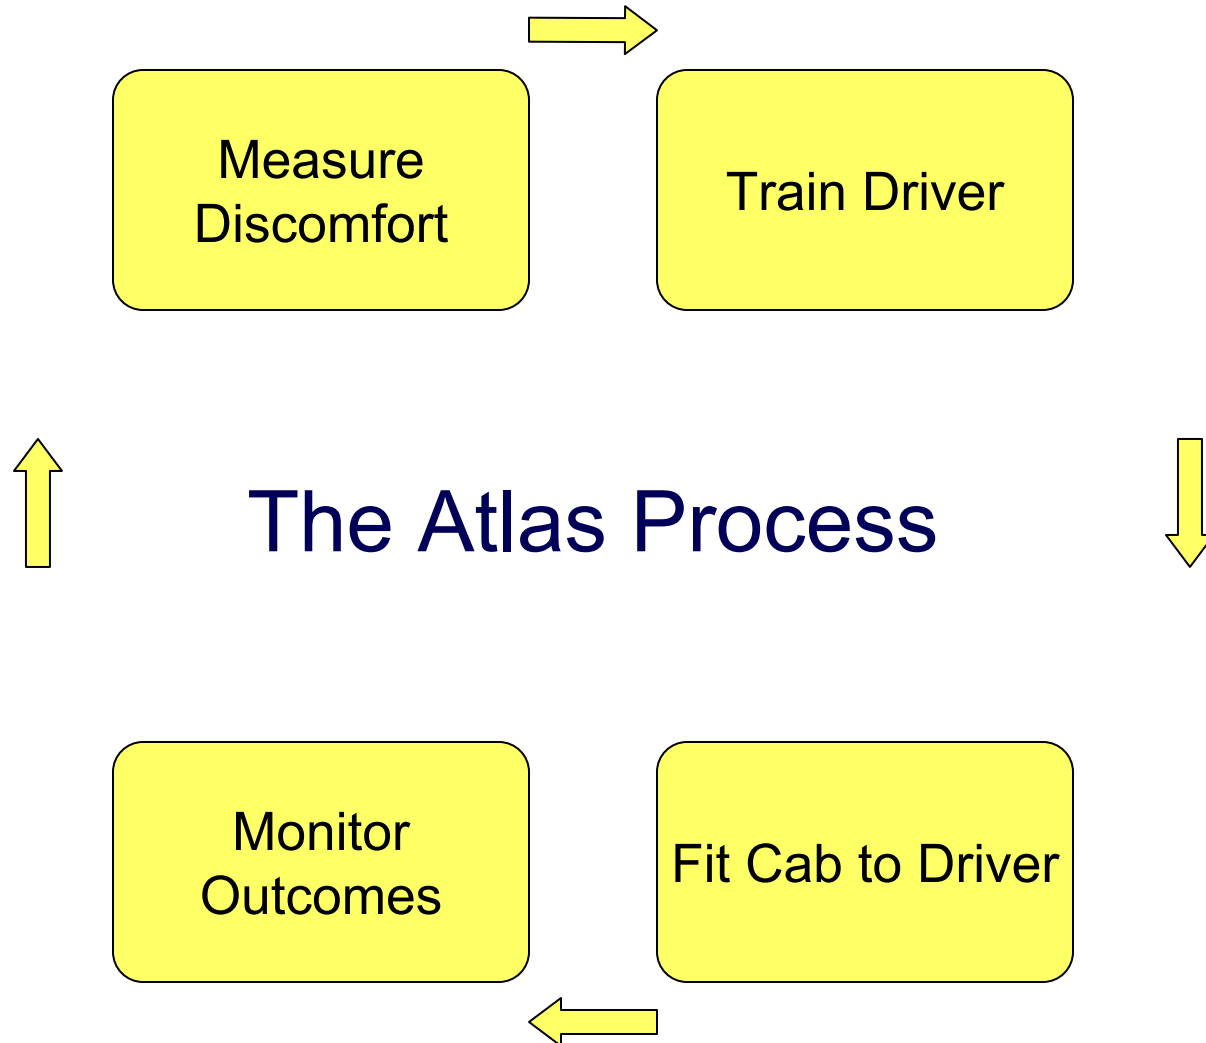 Measure
Discomfort
Train Driver
The Atlas Process
Monitor
Outcomes
Fit Cab to Driver